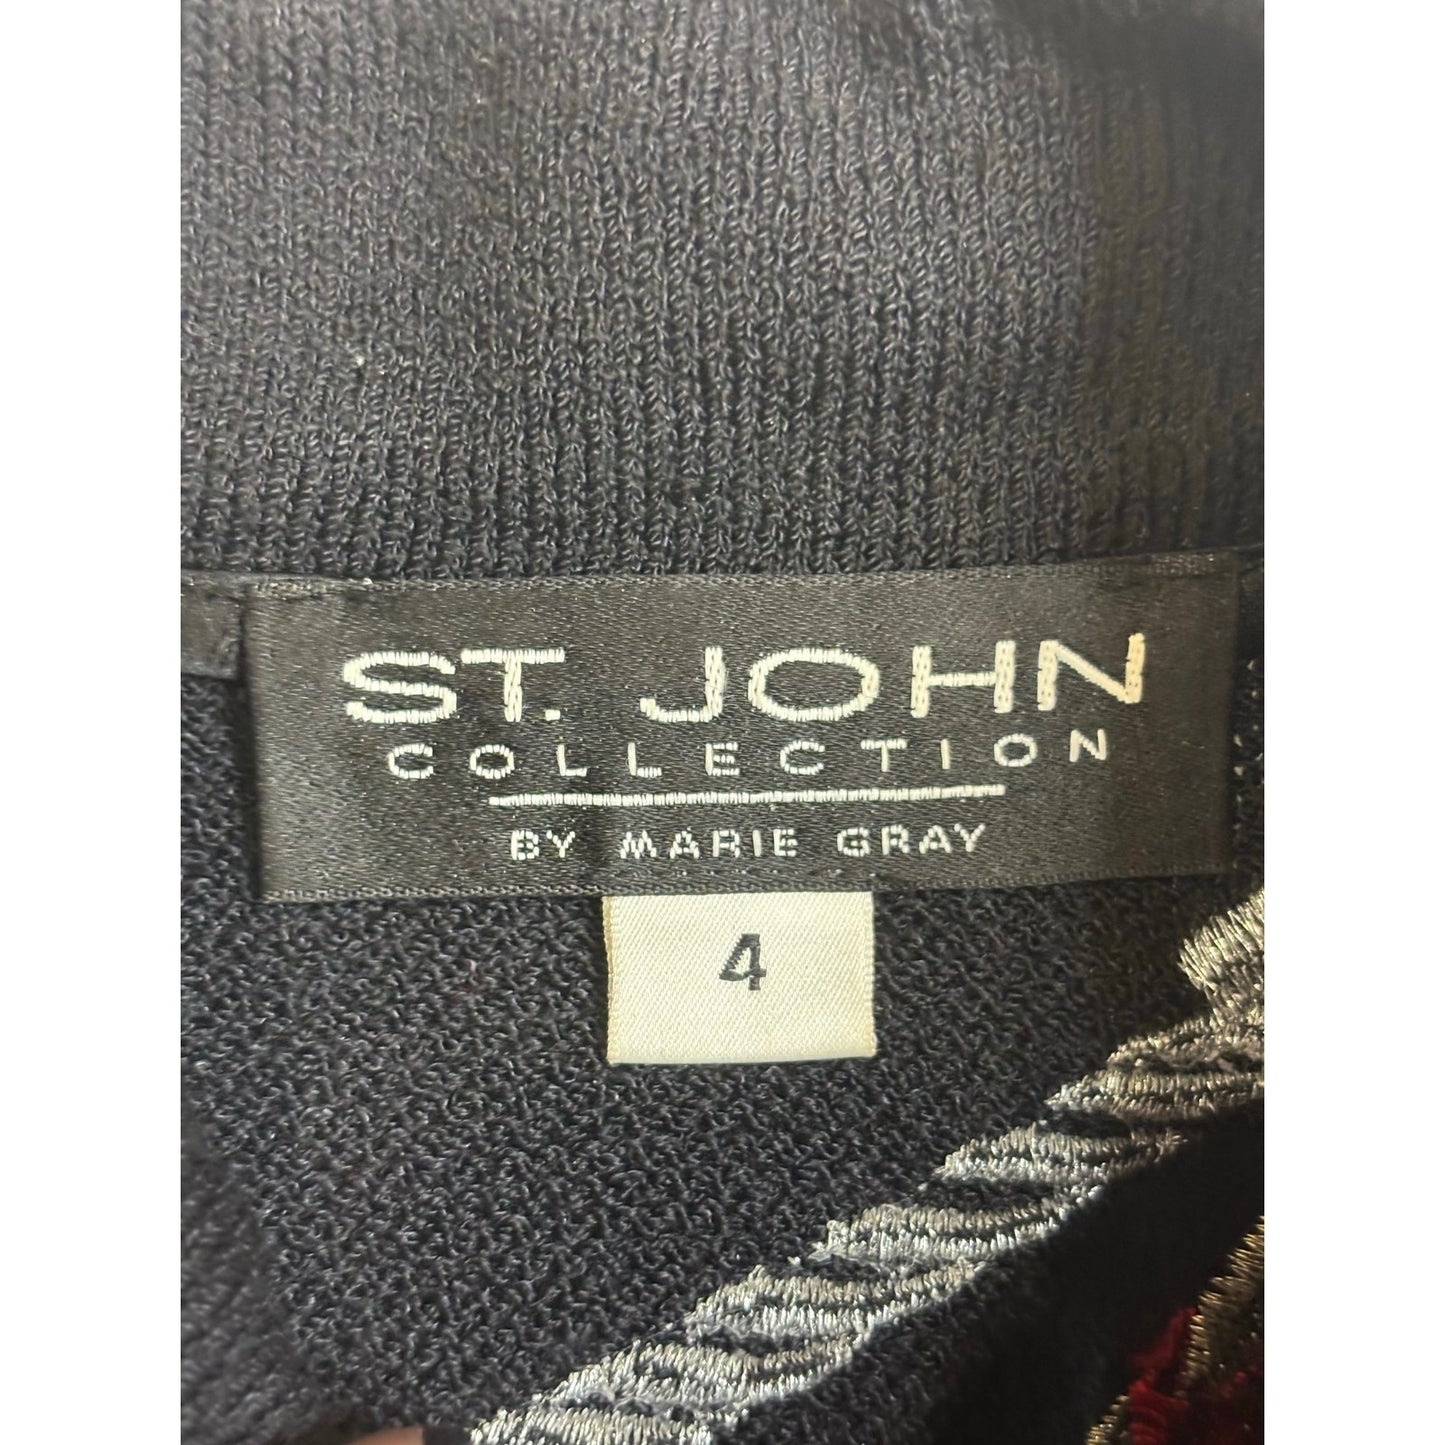 ST. JOHN
COLLECTION
BY MARIE GRAY
4